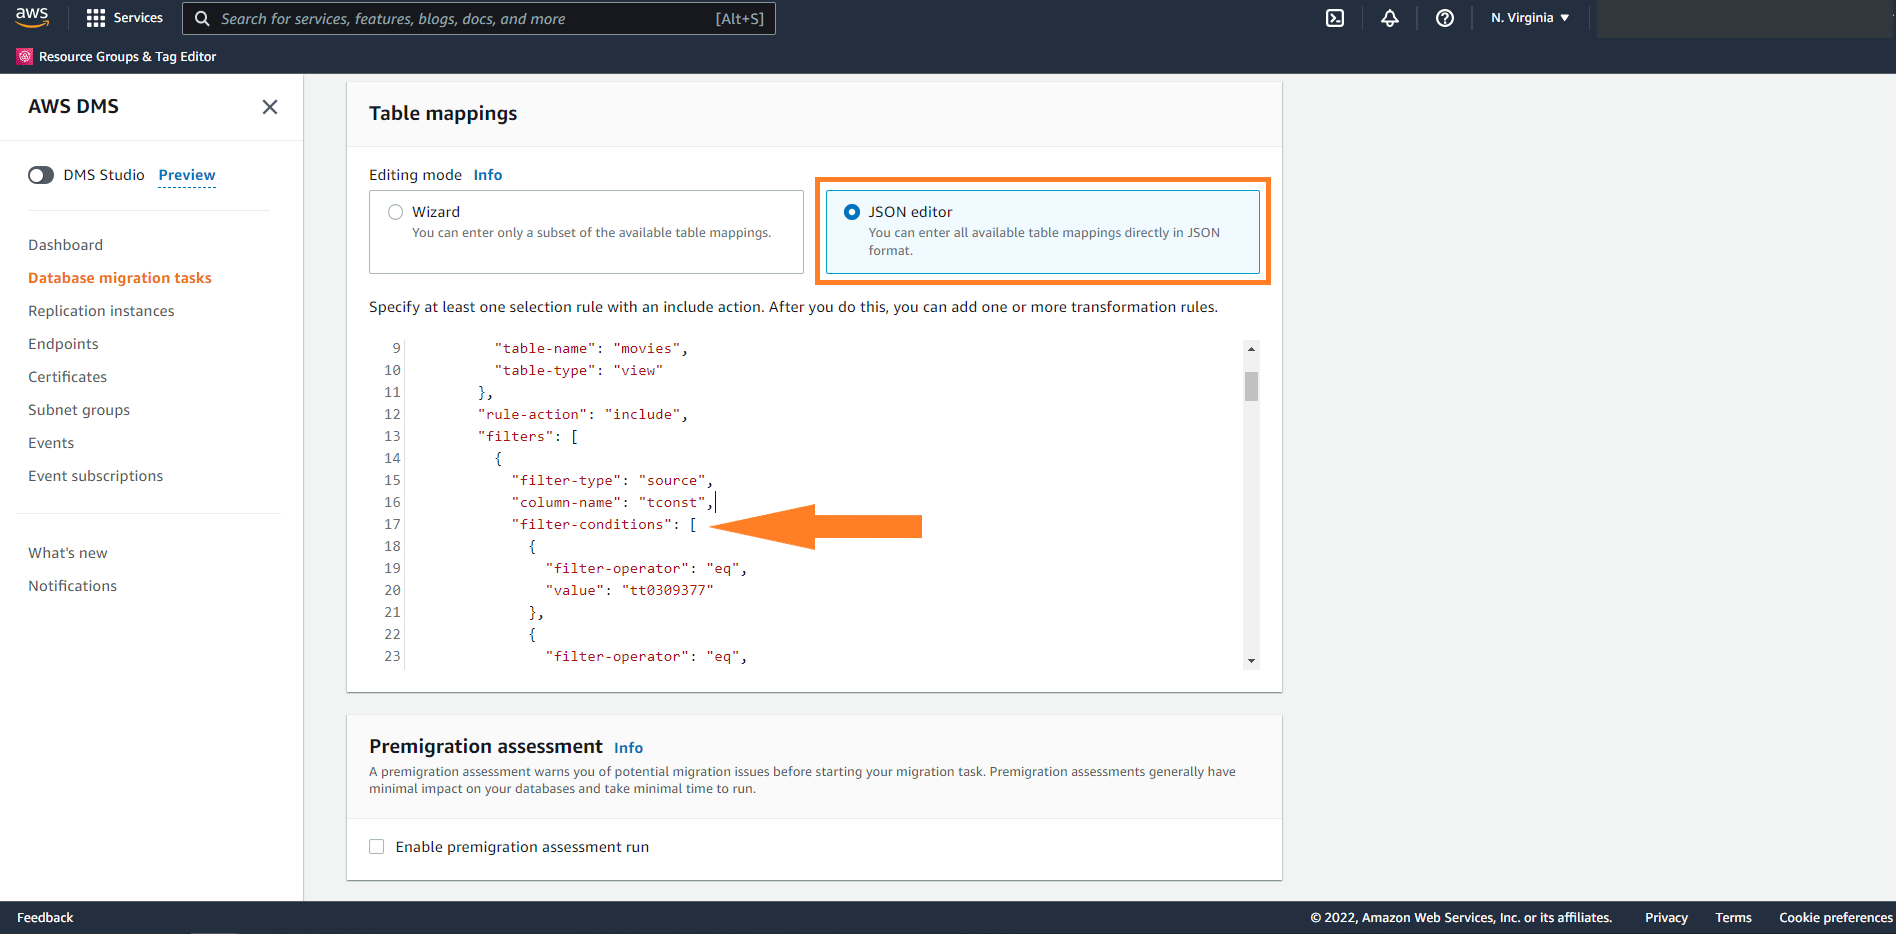 aws
Services
Search for services, features, blogs, docs, and more
[Alt+S]
N. Virginia ▼
Resource Groups & Tag Editor
AWS DMS
DMS Studio Preview
Dashboard
Database migration tasks
Replication instances
Endpoints
Certificates
Subnet groups
Events
Event subscriptions
What's new
Notifications
Table mappings
Editing mode Info
Wizard
You can enter only a subset of the available table mappings.
JSON editor
You can enter all available table mappings directly in JSON
format.
Specify at least one selection rule with an include action. After you do this, you can add one or more transformation rules.
9 "table-name": "movies",
10 "table-type": "view"
11 },
12 "rule-action": "include",
13 "filters": [
14 {
15 "filter-type": "source",
16 "column-name": "tconst",
17 "filter-conditions": [
18 {
19 "filter-operator": "eq",
20 "value": "tt0309377"
21 },
22 {
23 "filter-operator": "eq",
Premigration assessment Info
A premigration assessment warns you of potential migration issues before starting your migration task. Premigration assessments generally have
minimal impact on your databases and take minimal time to run.
Enable premigration assessment run
Feedback
© 2022, Amazon Web Services, Inc. or its affiliates. Privacy Terms Cookie preferences